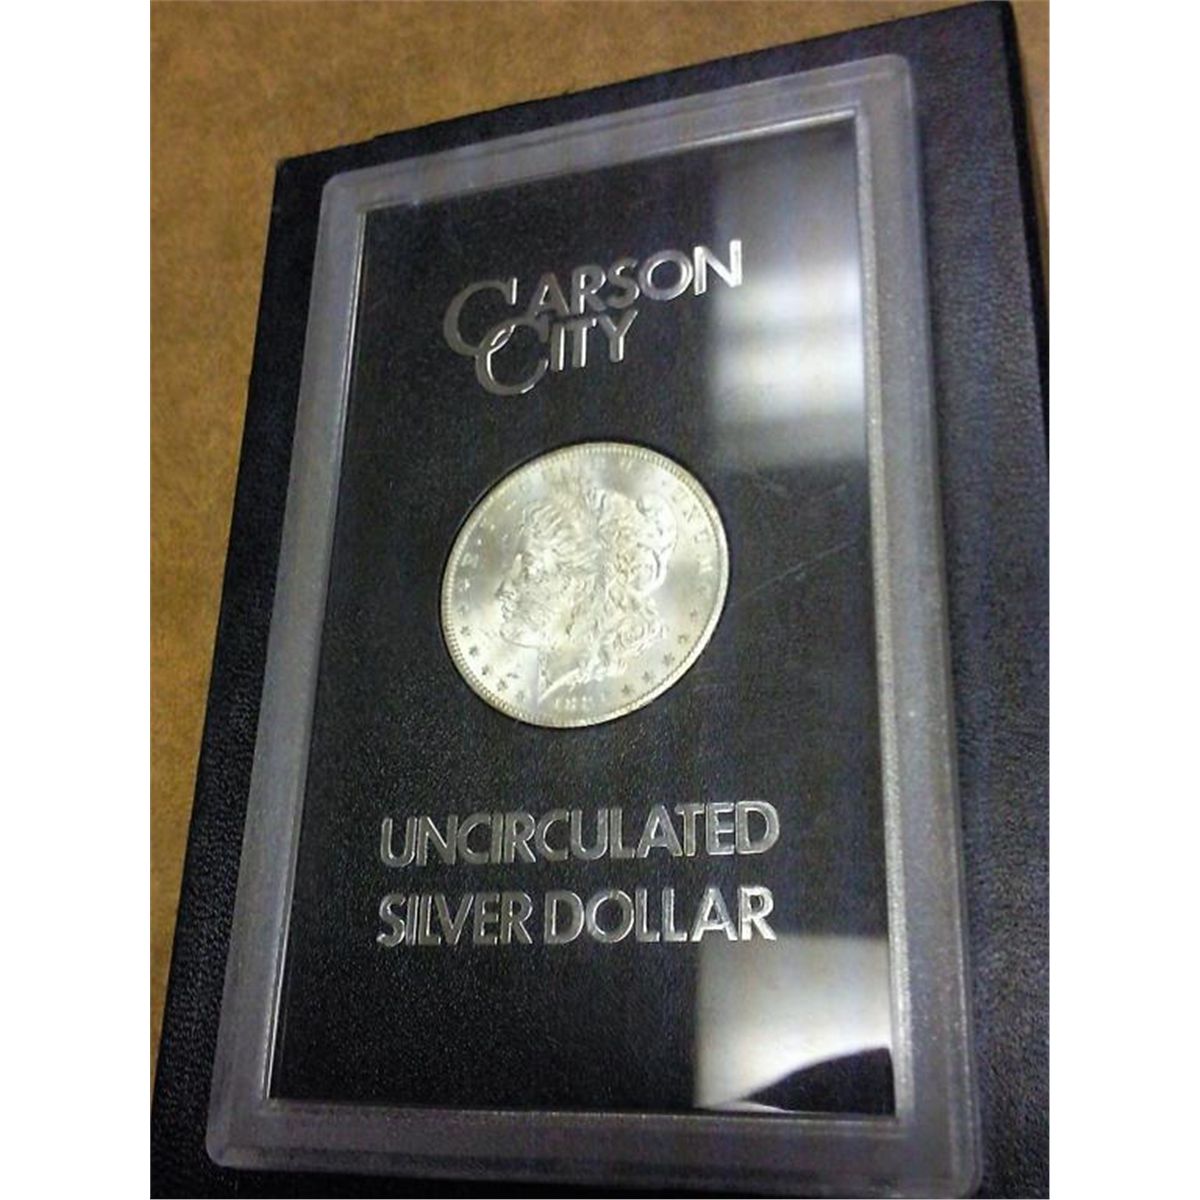 CARSON
CITY
UNCIRCULATED
SILVER DOLLAR